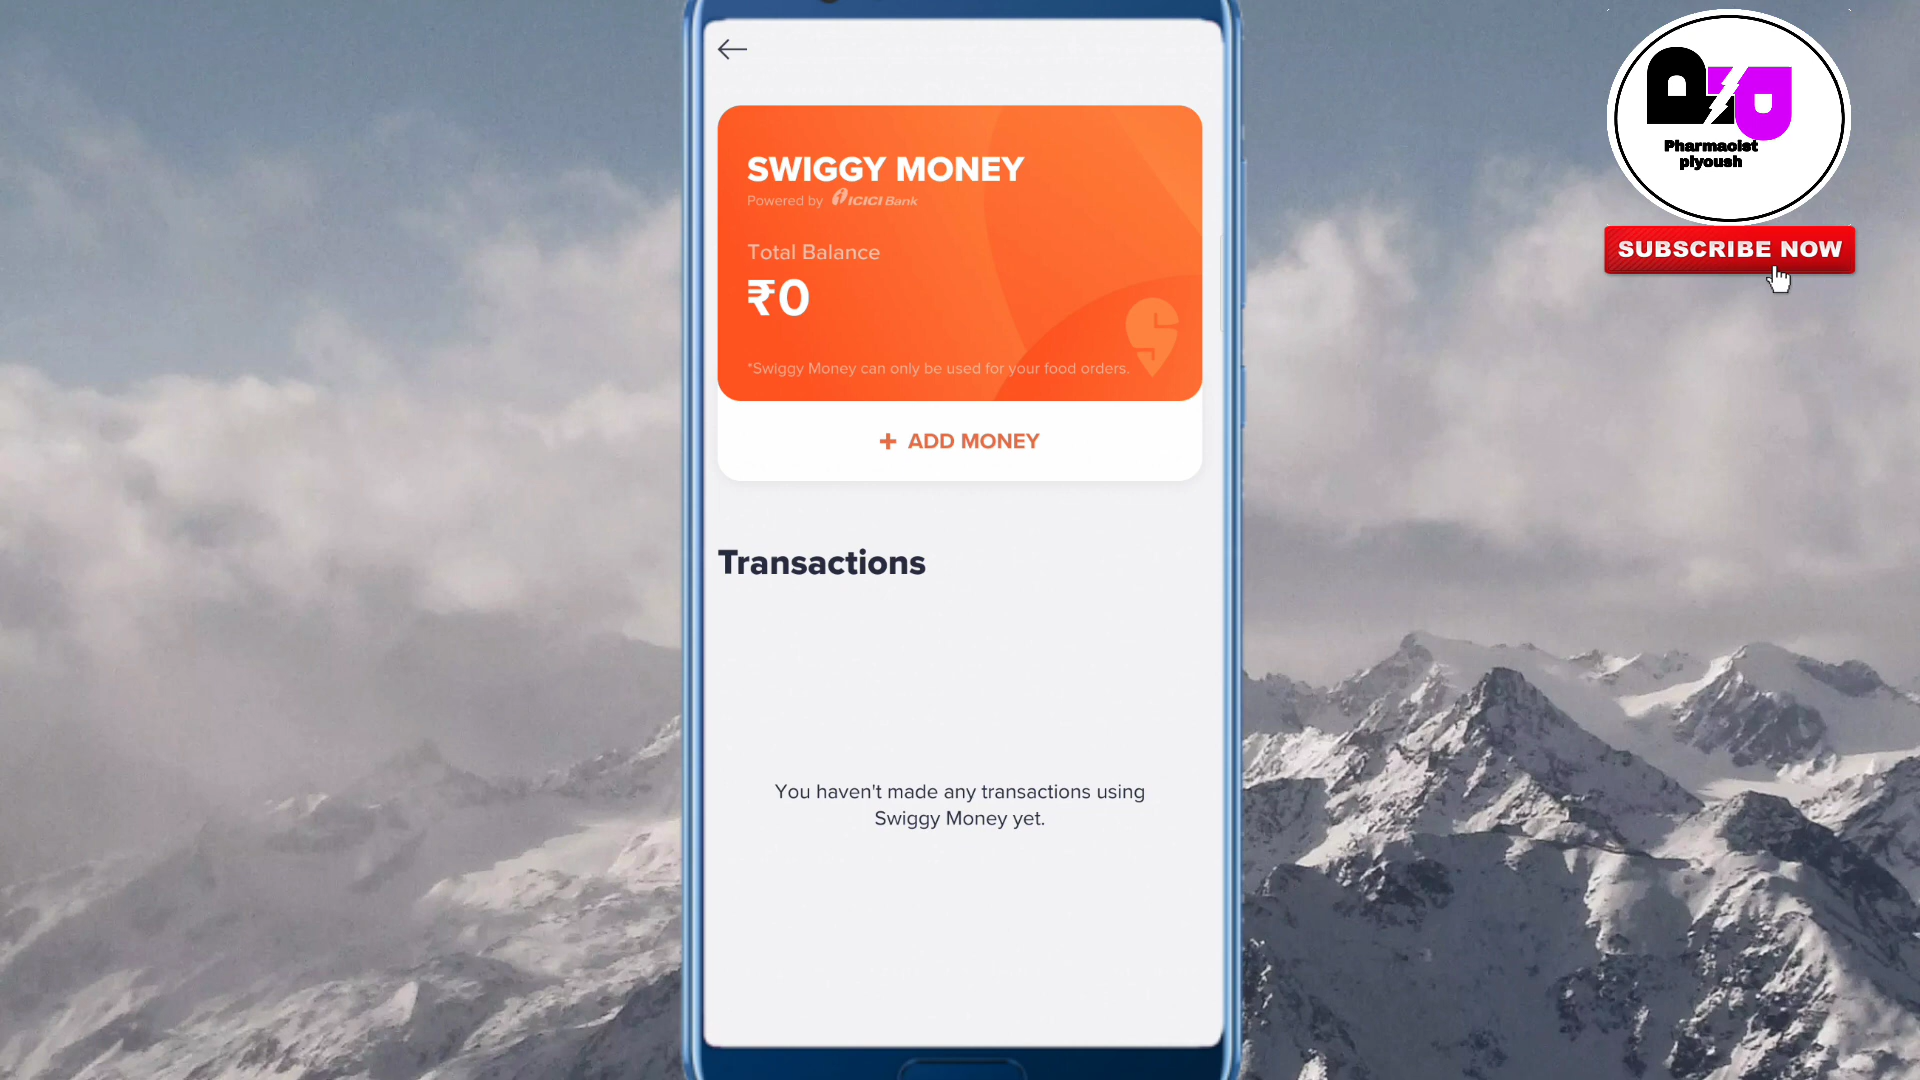 SWIGGY MONEY
Powered by ICICI Bank
Total Balance
₹0
*Swiggy Money can only be used for your food orders.
+ ADD MONEY
Transactions
You haven't made any transactions using
Swiggy Money yet.
Pharmaoist
piyoush
SUBSCRIBE NOW